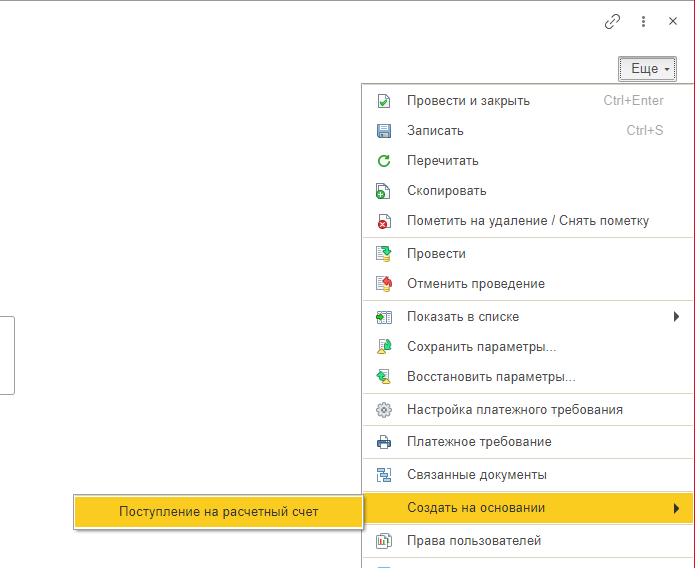 Еще
Провести и закрыть Ctrl+Enter
Записать Ctrl+S
Перечитать
Скопировать
Пометить на удаление / Снять пометку
Провести
Отменить проведение
Показать в списке
Сохранить параметры...
Восстановить параметры...
Настройка платежного требования
Платежное требование
Связанные документы
Создать на основании
Поступление на расчетный счет
Права пользователей